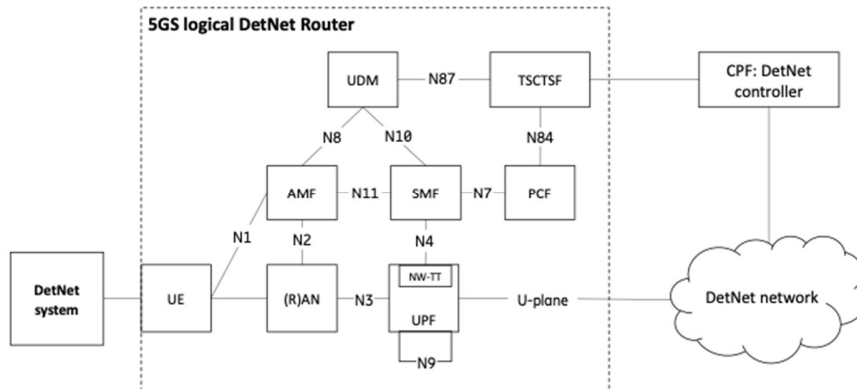 5GS logical DetNet Router
UDM
N87
TSCTSF
CPF: DetNet
controller
N8
N10
N84
AMF
N11
SMF
N7
PCF
N1
N2
N4
DetNet
system
UE
(R)AN
N3
NW-TT
UPF
U-plane
DetNet network
N9